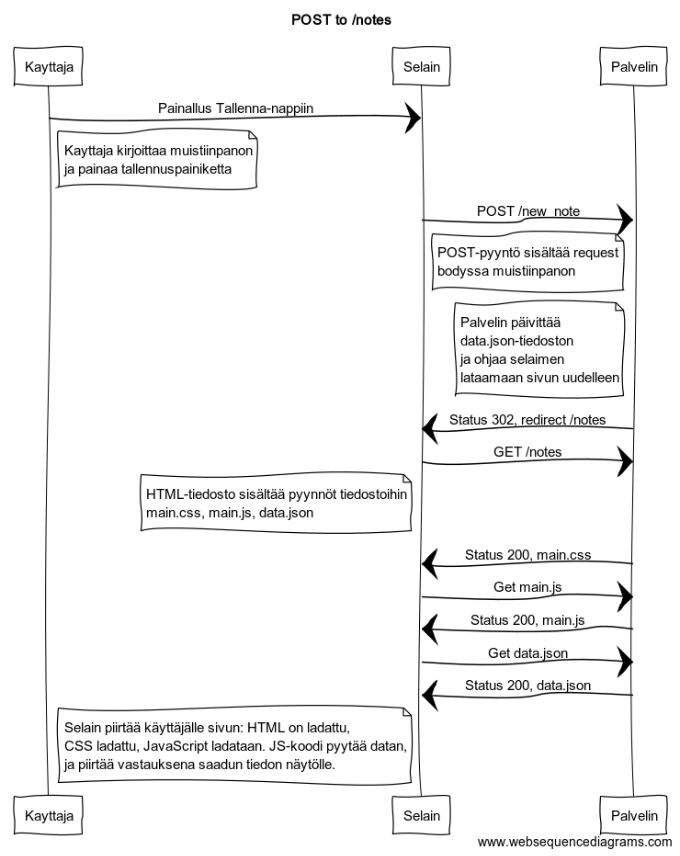 POST to /notes
Kayttaja
Selain
Palvelin
Painallus Tallenna-nappiin
Kayttaja kirjoittaa muistiinpanon
ja painaa tallennuspainiketta
POST /new_note
POST-pyyntö sisältää request
bodyssa muistiinpanon
Palvelin päivittää
data.json-tiedoston
ja ohjaa selaimen
lataamaan sivun uudelleen
Status 302, redirect /notes
GET /notes
HTML-tiedosto sisältää pyynnöt tiedostoihin
main.css, main.js, data.json
Status 200, main.css
Get main.js
Status 200, main.js
Get data.json
Status 200, data.json
Selain piirtää käyttäjälle sivun: HTML on ladattu,
CSS ladattu, JavaScript ladataan. JS-koodi pyytää datan,
ja piirtää vastauksena saadun tiedon näytölle.
Kayttaja
Selain
Palvelin
www.websequencediagrams.com